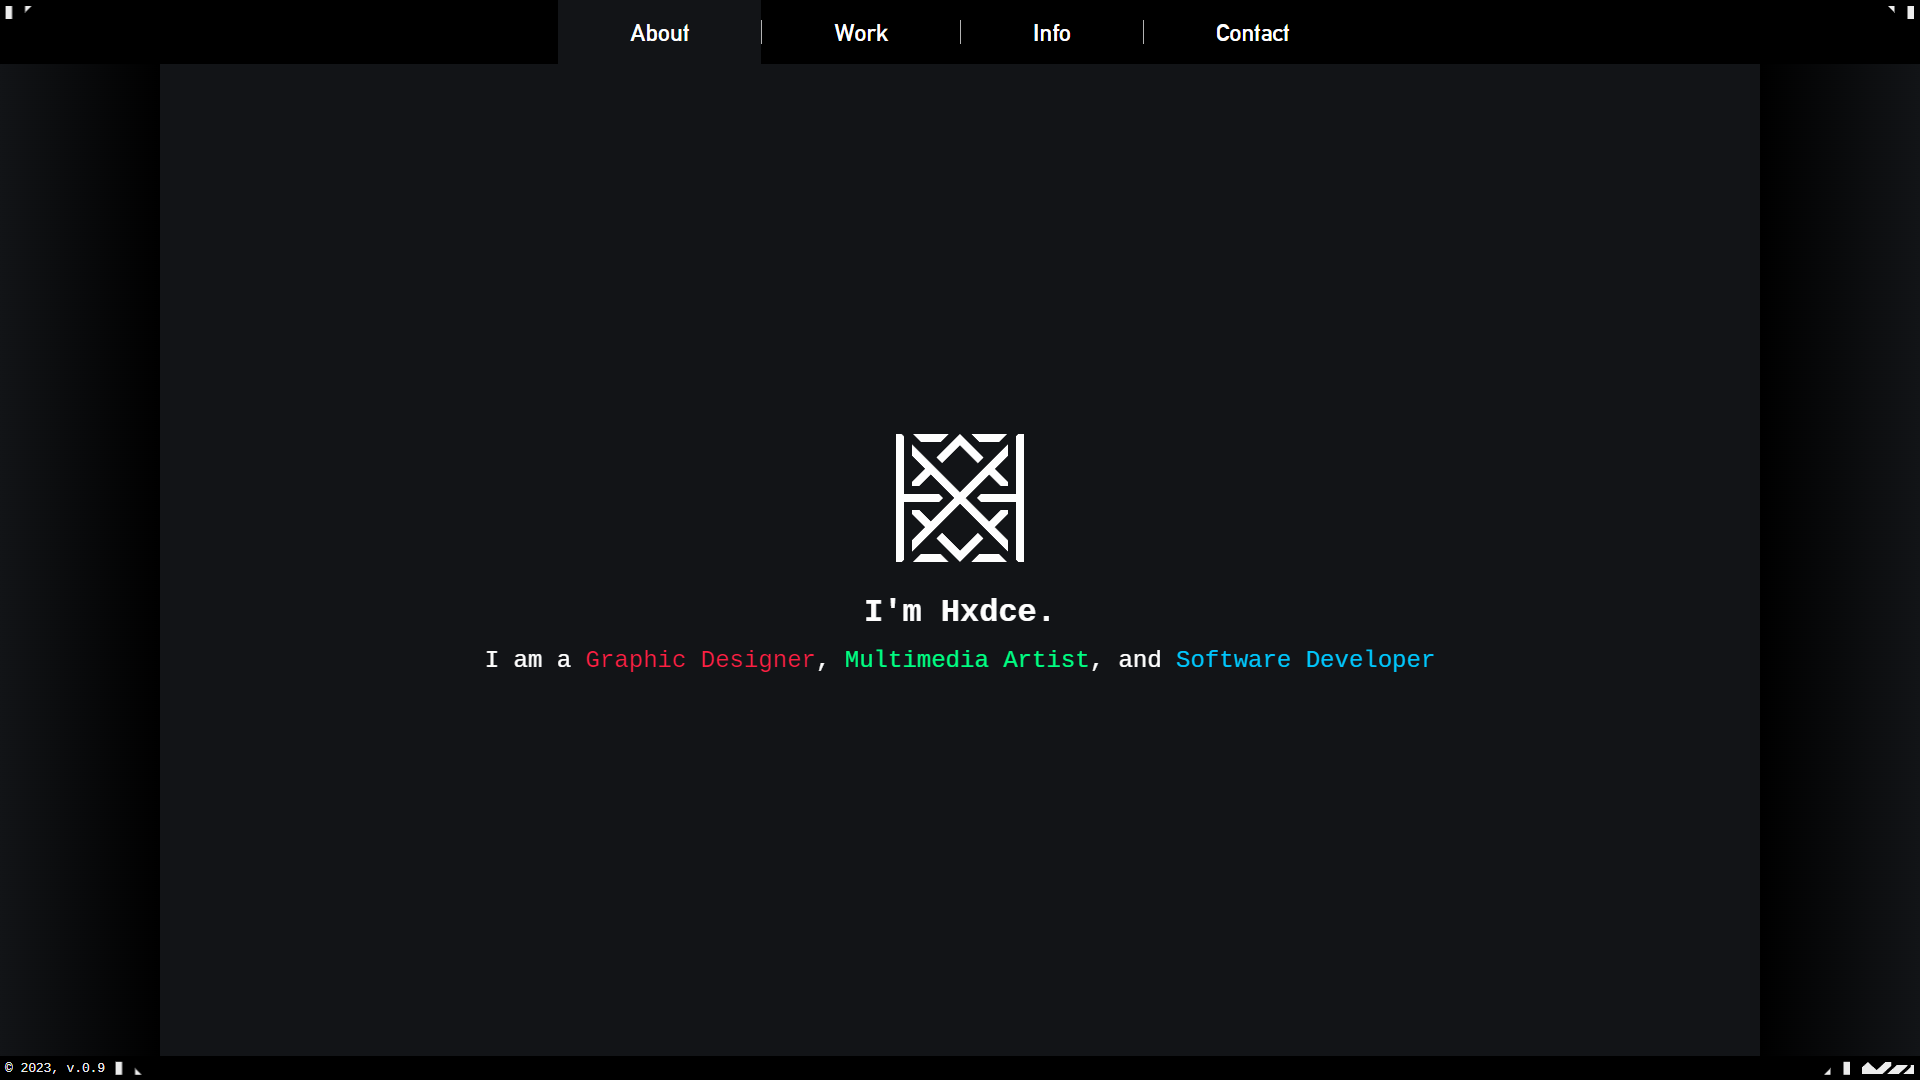 About
Work
Info
Contact
I'm Hxdce.
I am a Graphic Designer, Multimedia Artist, and Software Developer
© 2023, v.0.9